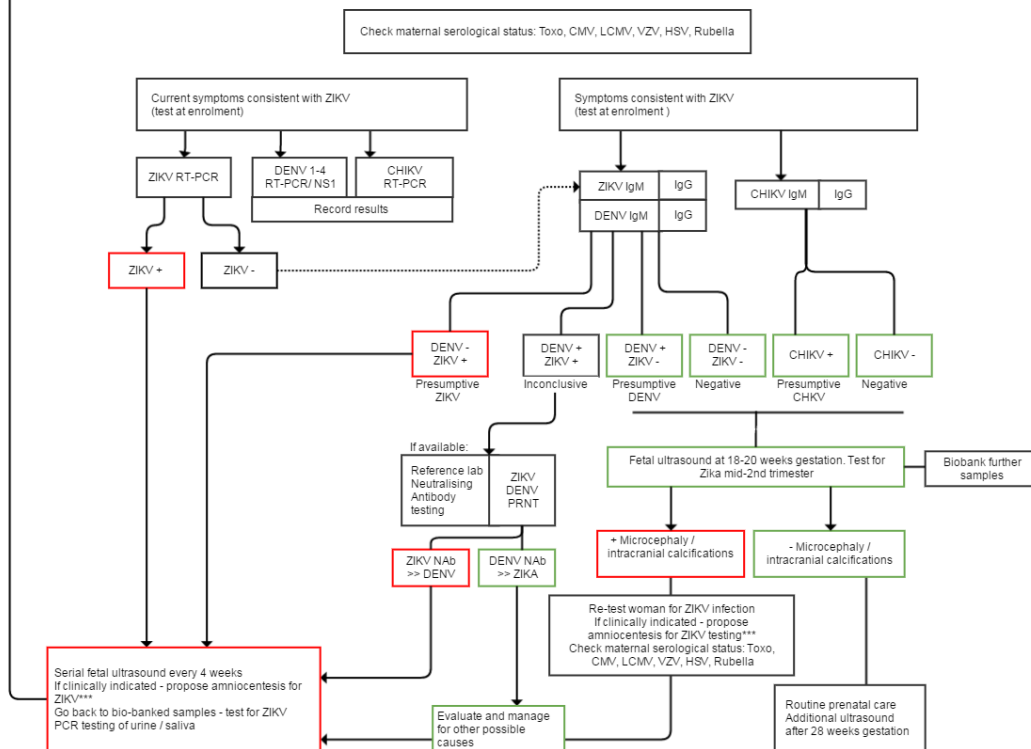 Check maternal serological status: Toxo, CMV, LCMV, VZV, HSV, Rubella
Current symptoms consistent with ZIKV
(test at enrolment)
Symptoms consistent with ZIKV
(test at enrolment )
ZIKV RT-PCR
DENV 1-4
RT-PCR/ NS1
CHIKV
RT-PCR
Record results
ZIKV IgM
IgG
DENV IgM
IgG
CHIKV IgM
IgG
ZIKV +
ZIKV -
DENV -
ZIKV +
Presumptive
ZIKV
DENV +
ZIKV +
Inconclusive
DENV +
ZIKV -
Presumptive
DENV
DENV -
ZIKV -
Negative
CHIKV +
Presumptive
CHKV
CHIKV -
Negative
If available:
Reference lab
Neutralising
Antibody
testing
ZIKV
DENV
PRNT
Fetal ultrasound at 18-20 weeks gestation. Test for
Zika mid-2nd trimester
Biobank further
samples
ZIKV NAb
>> DENV
DENV NAb
>> ZIKA
+ Microcephaly /
intracranial calcifications
- Microcephaly /
intracranial calcifications
Re-test woman for ZIKV infection
If clinically indicated - propose
amniocentesis for ZIKV testing***
Check maternal serological status: Toxo,
CMV, LCMV, VZV, HSV, Rubella
Serial fetal ultrasound every 4 weeks
If clinically indicated - propose amniocentesis for
ZIKV***
Go back to bio-banked samples - test for ZIKV
PCR testing of urine / saliva
Evaluate and manage
for other possible
causes
Routine prenatal care
Additional ultrasound
after 28 weeks gestation